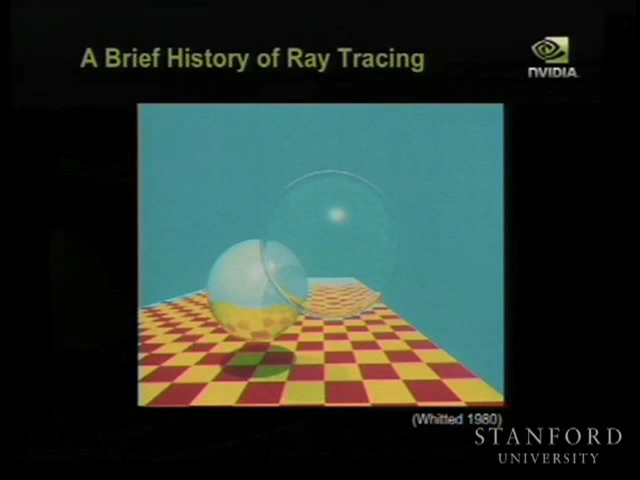 A Brief History of Ray Tracing
NVIDIA
(Whitted 1980)
STANFORD
UNIVERSITY